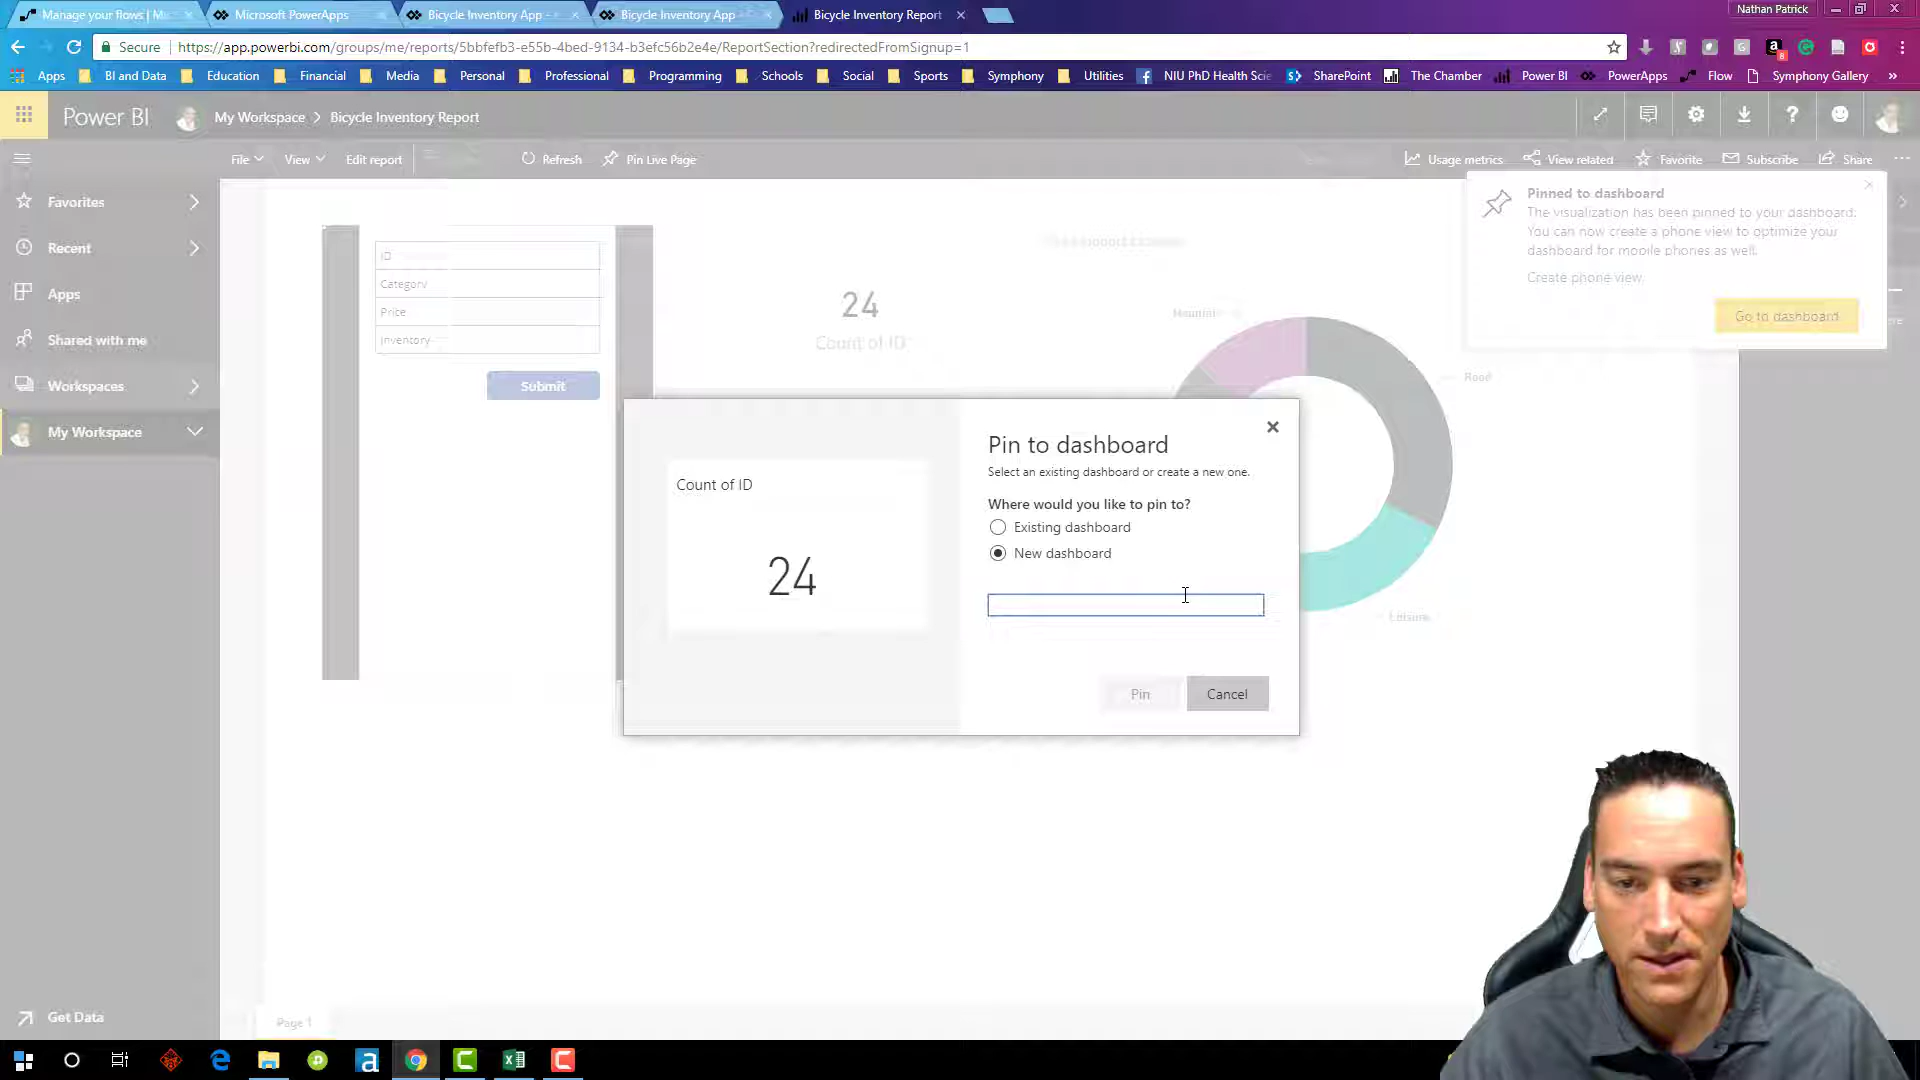 Manage your flows | M
Microsoft PowerApps
Bicycle Inventory App -
Bicycle Inventory App
Bicycle Inventory Report
Nathan Patrick
Secure
https://app.powerbi.com/groups/me/reports/5bbfefb3-e55b-4bed-9134-b3efc56b2e4e/ReportSection?redirectedFromSignup=1
Apps
BI and Data
Education
Financial
Media
Personal
Professional
Programming
Schools
Social
Sports
Symphony
Utilities
NIU PhD Health Scie
SharePoint
The Chamber
Power BI
PowerApps
Flow
Symphony Gallery
»
Power BI
My Workspace > Bicycle Inventory Report
File
View
Edit report
Refresh
Pin Live Page
Usage metrics
View related
Favorite
Subscribe
Share
Favorites
Recent
Apps
Shared with me
Workspaces
My Workspace
Get Data
ID
Category
Price
Inventory
Submit
24
Count of ID
Mountain
Road
Leisure
Pinned to dashboard
The visualization has been pinned to your dashboard.
You can now create a phone view to optimize your
dashboard for mobile phones as well.
Create phone view
Go to dashboard
Count of ID
24
Pin to dashboard
Select an existing dashboard or create a new one.
Where would you like to pin to?
Existing dashboard
New dashboard
Pin
Cancel
Page 1